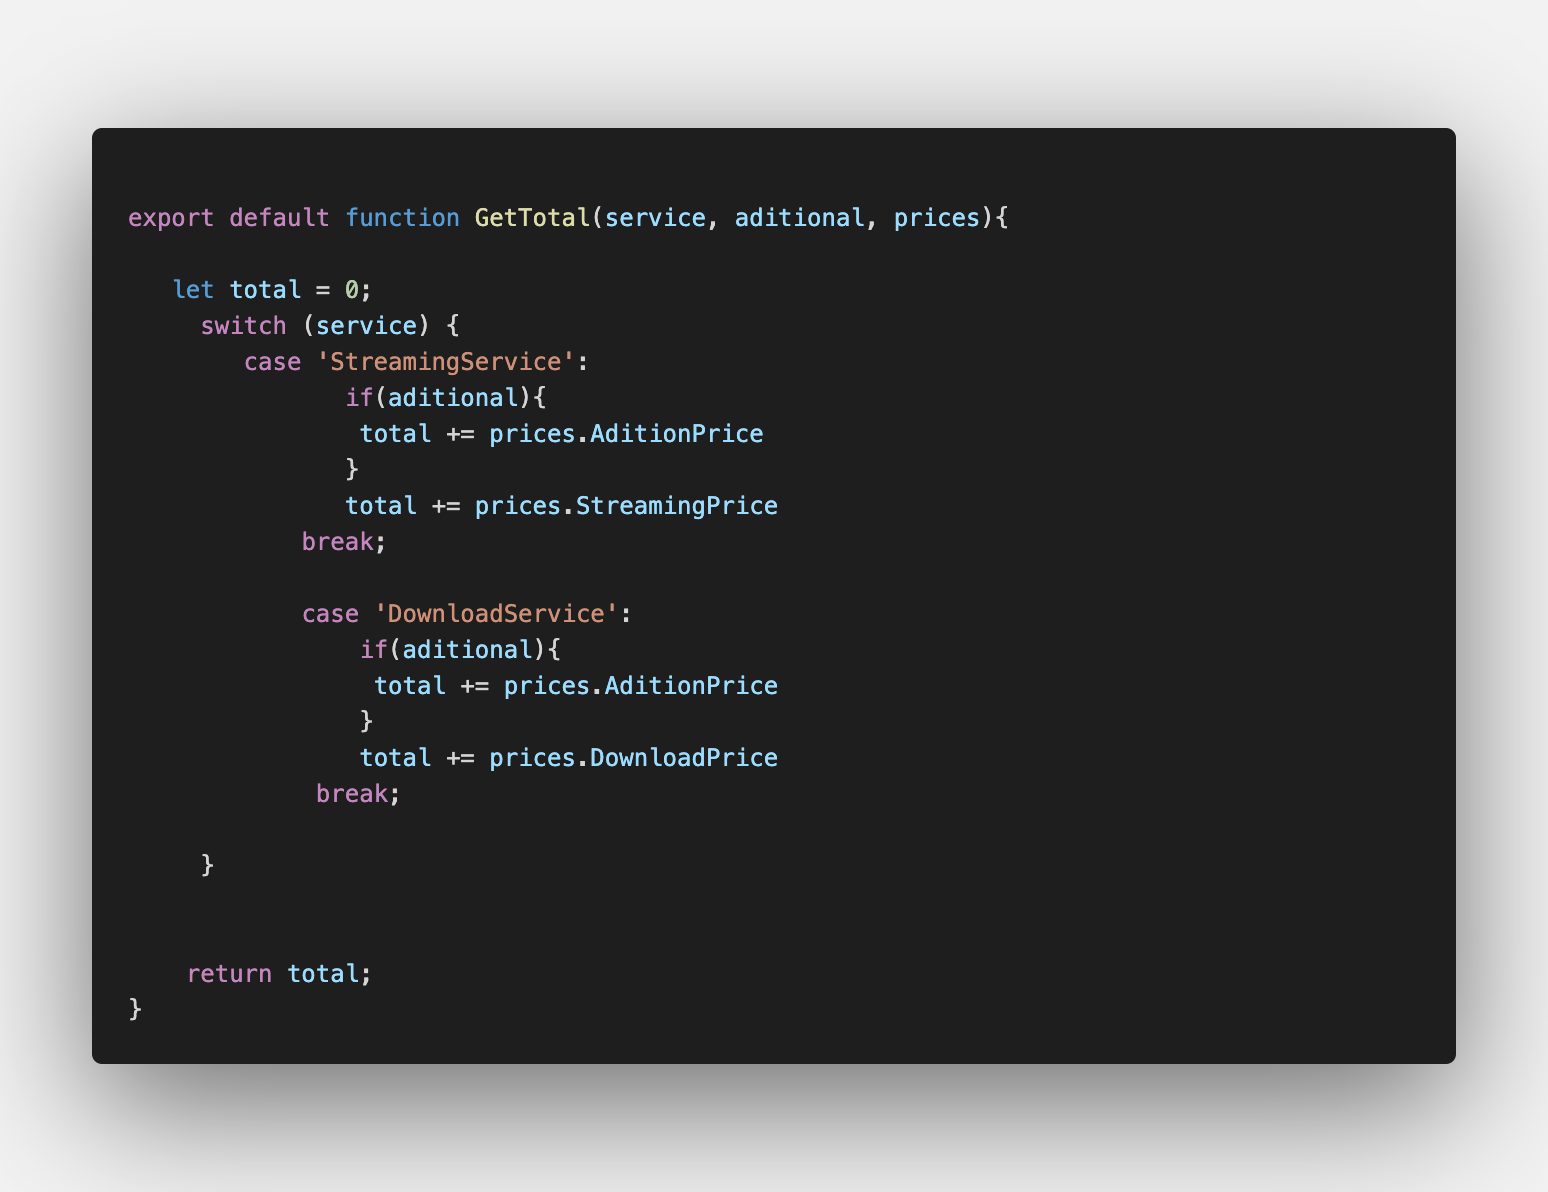 export default function GetTotal(service, aditional, prices){
let total = 0;
switch (service) {
case 'StreamingService':
if(aditional){
total += prices.AditionPrice
}
total += prices.StreamingPrice
break;
case 'DownloadService':
if(aditional){
total += prices.AditionPrice
}
total += prices.DownloadPrice
break;
}
return total;
}